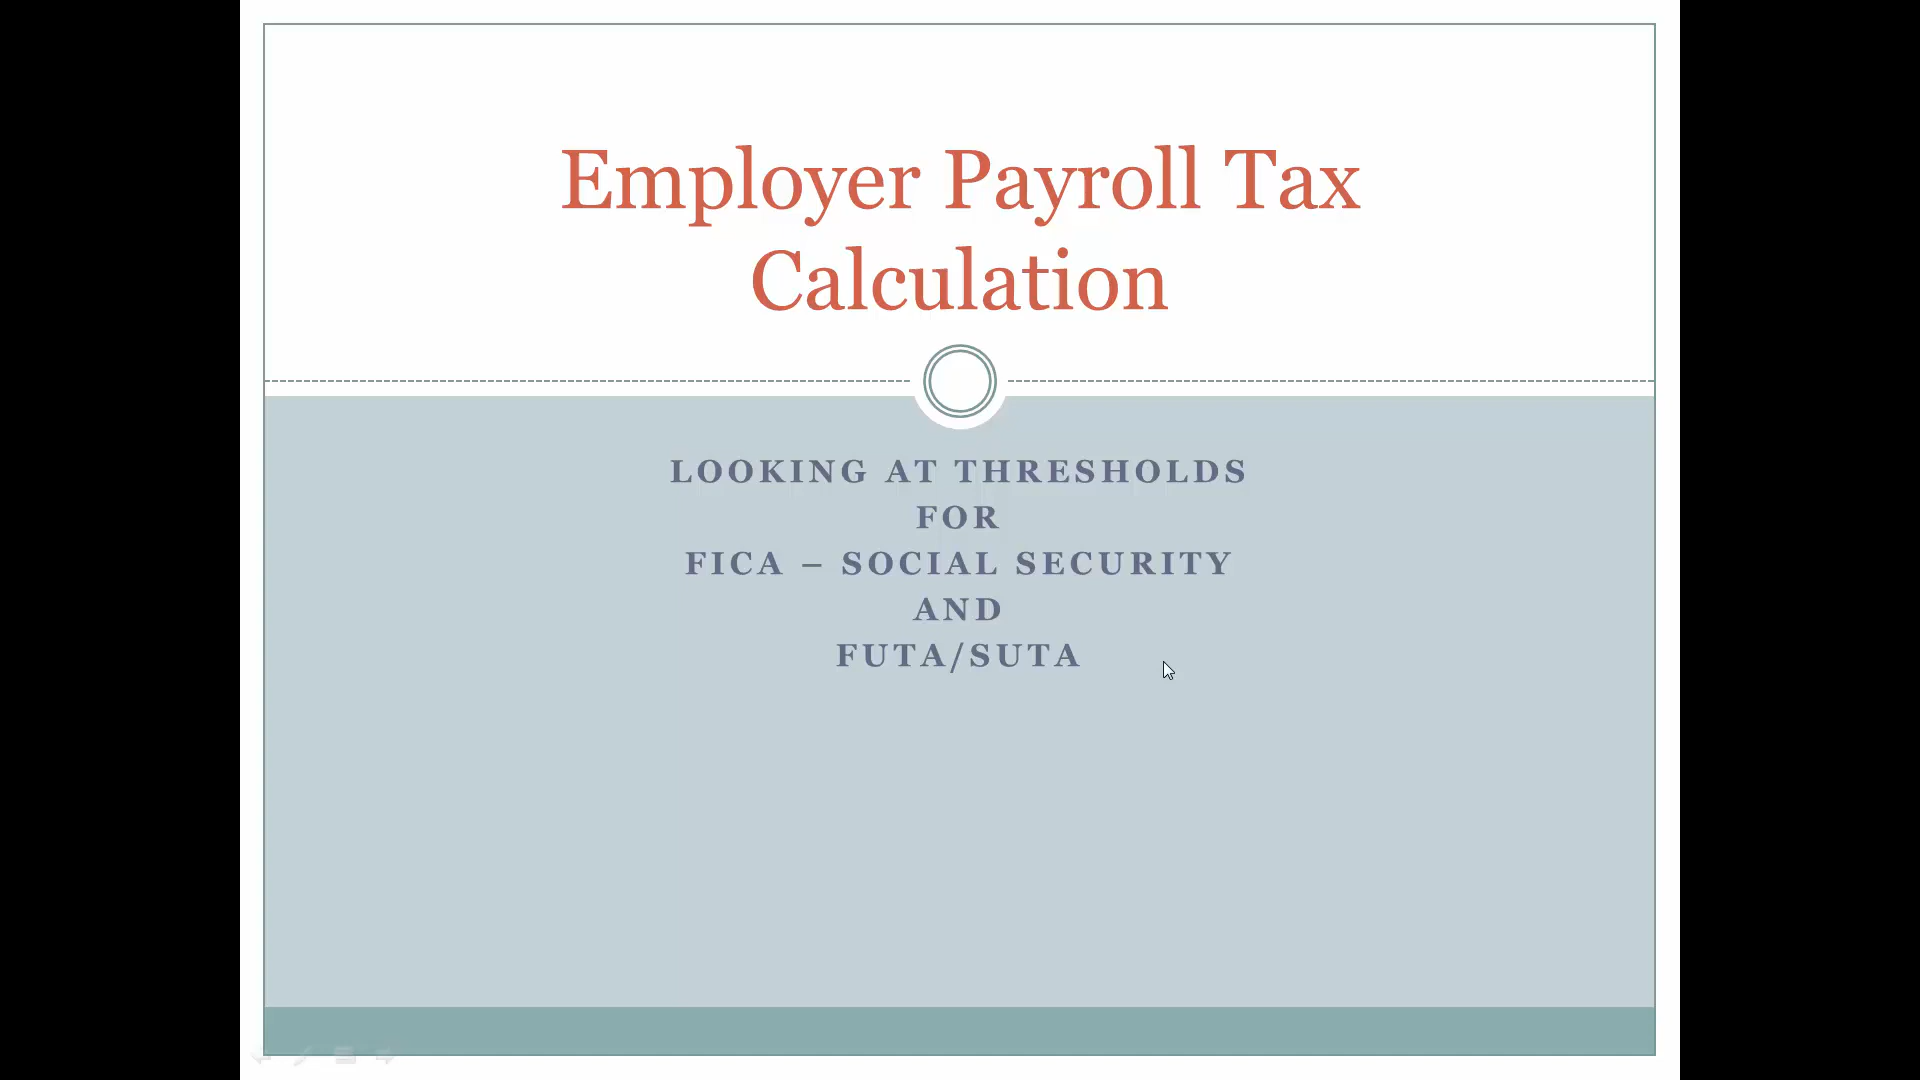 Employer Payroll Tax
Calculation
LOOKING AT THRESHOLDS
FOR
FICA – SOCIAL SECURITY
AND
FUTA/SUTA